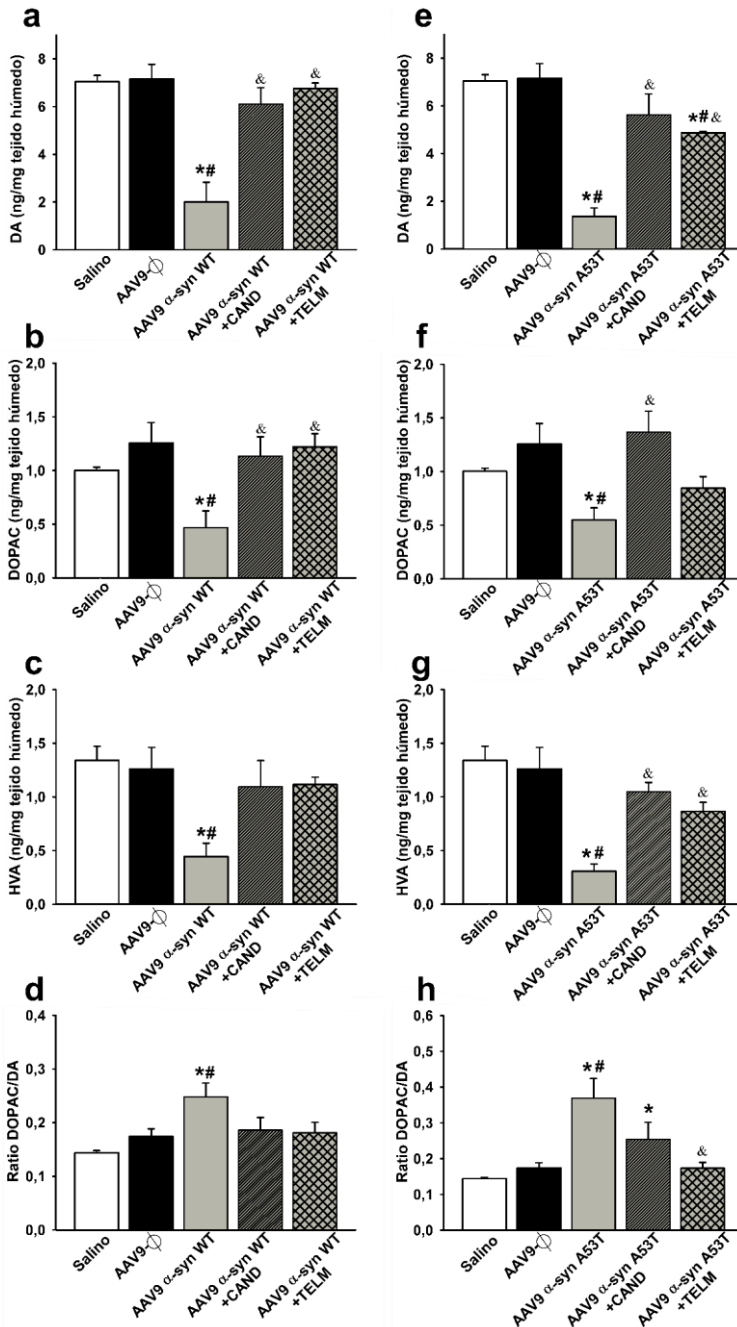 a
DA (ng/mg tejido húmedo)
8
6
4
2
0
*#
&
&
Salino
AAV9-∅
AAV9 α-syn WT
AAV9 α-syn WT
+CAND
AAV9 α-syn WT
+TELM
e
DA (ng/mg tejido húmedo)
8
6
4
2
0
*#
&
*#&
Salino
AAV9-∅
AAV9 α-syn A53T
AAV9 α-syn A53T
+CAND
AAV9 α-syn A53T
+TELM
b
DOPAC (ng/mg tejido húmedo)
2,0
1,5
1,0
0,5
0,0
*#
&
&
Salino
AAV9-∅
AAV9 α-syn WT
AAV9 α-syn WT
+CAND
AAV9 α-syn WT
+TELM
f
DOPAC (ng/mg tejido húmedo)
2,0
1,5
1,0
0,5
0,0
*#
&
Salino
AAV9-∅
AAV9 α-syn A53T
AAV9 α-syn A53T
+CAND
AAV9 α-syn A53T
+TELM
c
HVA (ng/mg tejido húmedo)
2,0
1,5
1,0
0,5
0,0
*#
Salino
AAV9-∅
AAV9 α-syn WT
AAV9 α-syn WT
+CAND
AAV9 α-syn WT
+TELM
g
HVA (ng/mg tejido húmedo)
2,0
1,5
1,0
0,5
0,0
*#
&
&
Salino
AAV9-∅
AAV9 α-syn A53T
AAV9 α-syn A53T
+CAND
AAV9 α-syn A53T
+TELM
d
Ratio DOPAC/DA
0,4
0,3
0,2
0,1
0,0
*#
Salino
AAV9-∅
AAV9 α-syn WT
AAV9 α-syn WT
+CAND
AAV9 α-syn WT
+TELM
h
Ratio DOPAC/DA
0,6
0,5
0,4
0,3
0,2
0,1
0,0
*#
*
&
Salino
AAV9-∅
AAV9 α-syn A53T
AAV9 α-syn A53T
+CAND
AAV9 α-syn A53T
+TELM